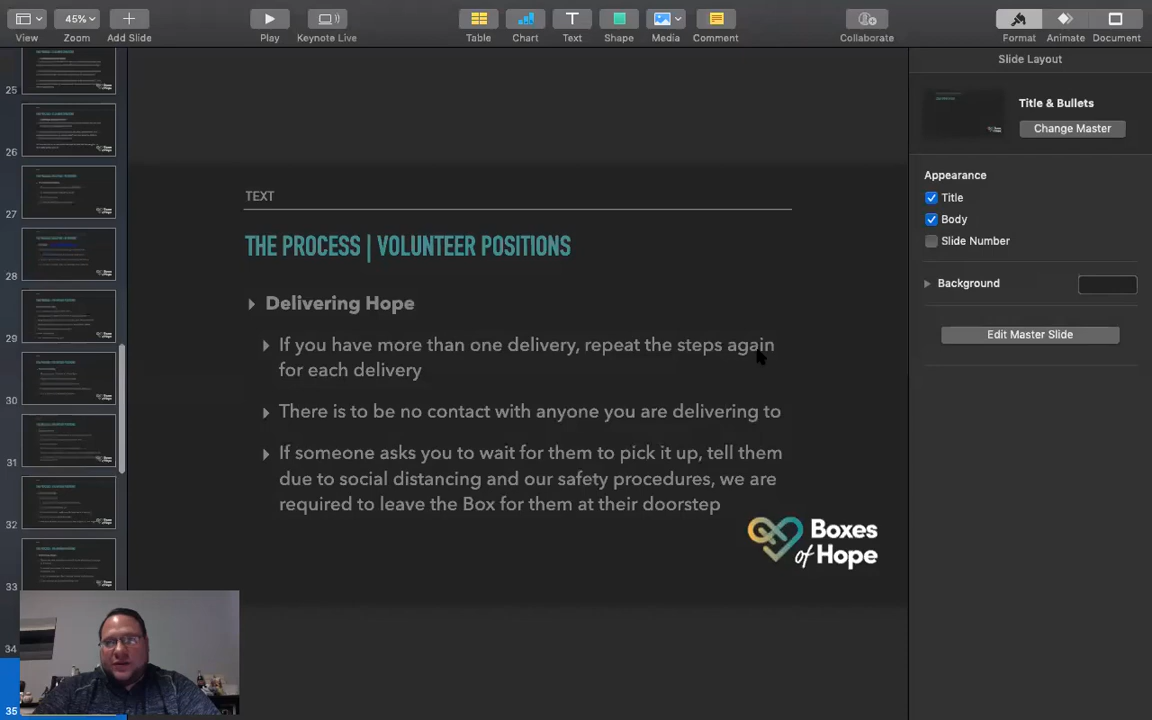 45%
View
Zoom
Add Slide
Play
Keynote Live
Table
Chart
Text
Shape
Media
Comment
Collaborate
Format
Animate
Document
25
26
27
28
29
30
31
32
33
34
35
TEXT
THE PROCESS | VOLUNTEER POSITIONS
Delivering Hope
If you have more than one delivery, repeat the steps again
for each delivery
There is to be no contact with anyone you are delivering to
If someone asks you to wait for them to pick it up, tell them
due to social distancing and our safety procedures, we are
required to leave the Box for them at their doorstep
Boxes
of Hope
Slide Layout
Title & Bullets
Change Master
Appearance
Title
Body
Slide Number
Background
Edit Master Slide